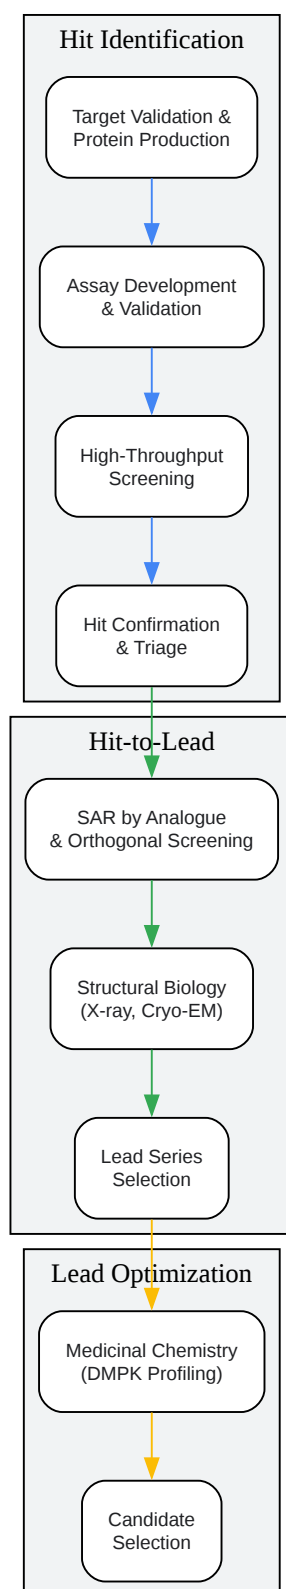 Hit Identification
Target Validation &
Protein Production
Assay Development
& Validation
High-Throughput
Screening
Hit Confirmation
& Triage
Hit-to-Lead
SAR by Analogue
& Orthogonal Screening
Structural Biology
(X-ray, Cryo-EM)
Lead Series
Selection
Lead Optimization
Medicinal Chemistry
(DMPK Profiling)
Candidate
Selection